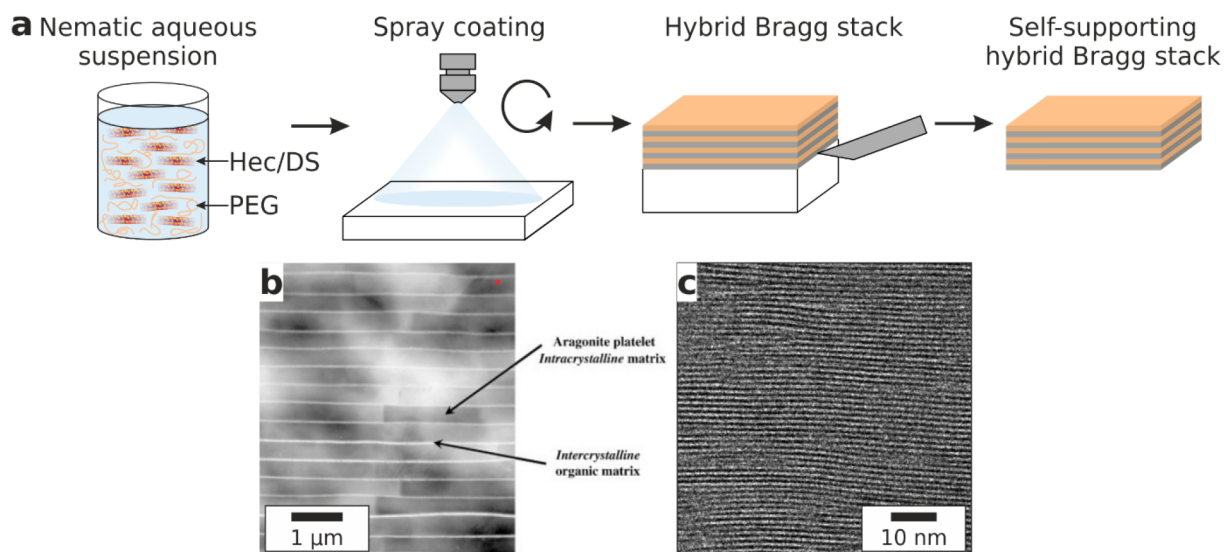 a
Nematic aqueous
suspension
Spray coating
Hybrid Bragg stack
Self-supporting
hybrid Bragg stack
Hec/DS
PEG
b
Aragonite platelet
Intracrystalline matrix
Intercrystalline
organic matrix
1 μm
c
10 nm